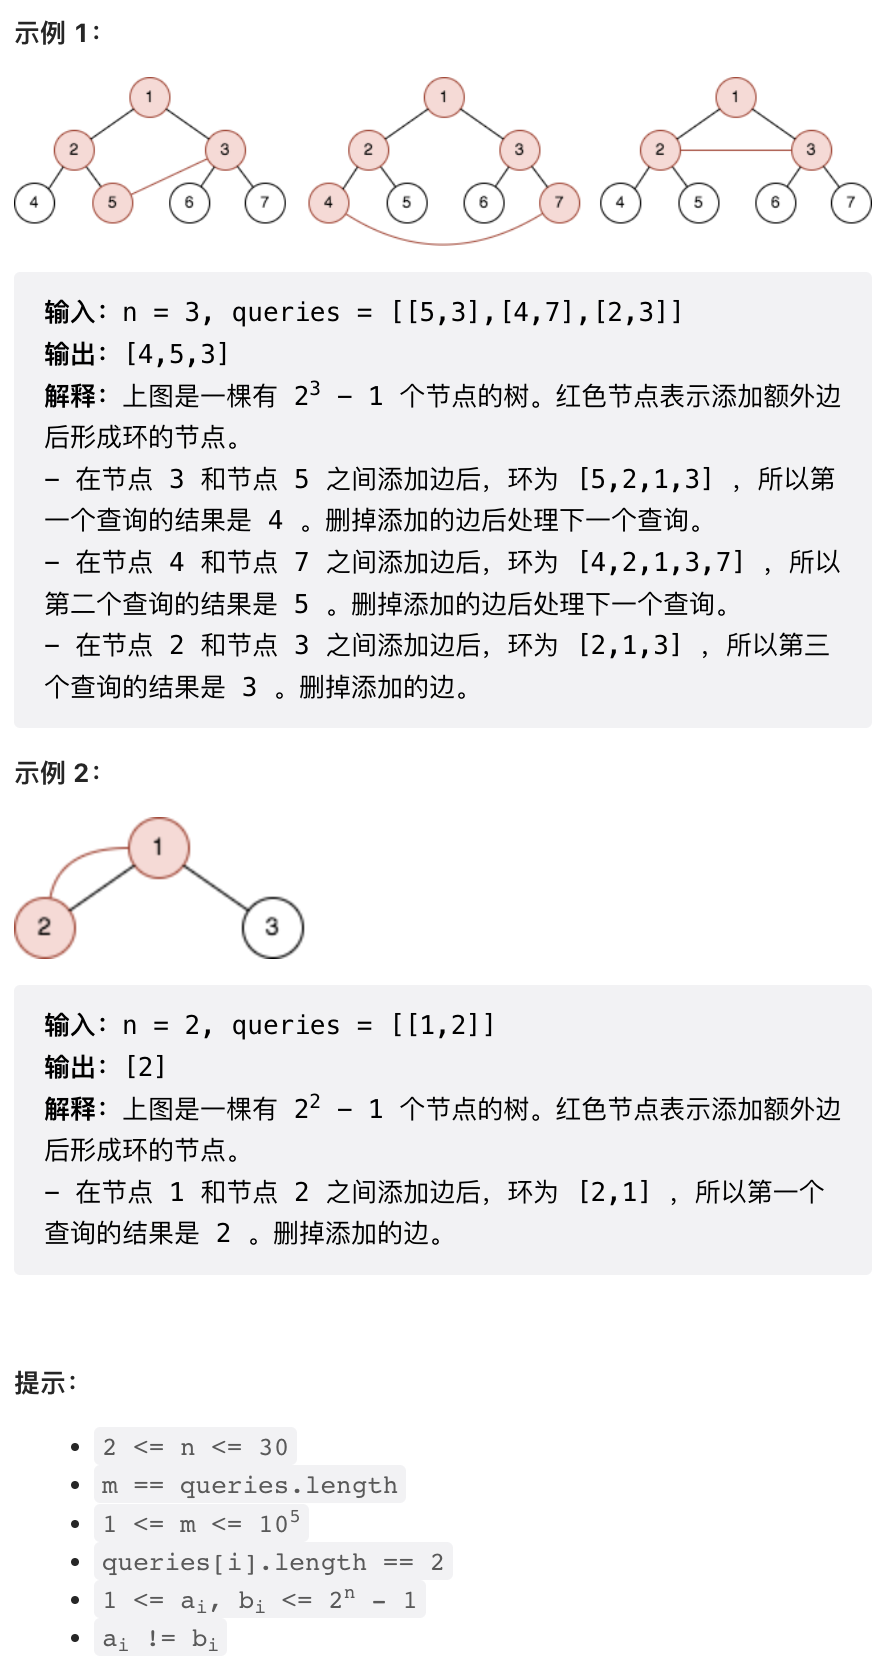 示例 1：
1 1 1
2 3 2 3 2 3
4 5 6 7 4 5 6 7 4 5 6 7
输入：n = 3, queries = [[5,3],[4,7],[2,3]]
输出：[4,5,3]
解释：上图是一棵有 2³ - 1 个节点的树。红色节点表示添加额外边
后形成环的节点。
- 在节点 3 和节点 5 之间添加边后，环为 [5,2,1,3] ，所以第
一个查询的结果是 4 。删掉添加的边后处理下一个查询。
- 在节点 4 和节点 7 之间添加边后，环为 [4,2,1,3,7] ，所以
第二个查询的结果是 5 。删掉添加的边后处理下一个查询。
- 在节点 2 和节点 3 之间添加边后，环为 [2,1,3] ，所以第三
个查询的结果是 3 。删掉添加的边。
示例 2：
1
2 3
输入：n = 2, queries = [[1,2]]
输出：[2]
解释：上图是一棵有 2² - 1 个节点的树。红色节点表示添加额外边
后形成环的节点。
- 在节点 1 和节点 2 之间添加边后，环为 [2,1] ，所以第一个
查询的结果是 2 。删掉添加的边。
提示：
• 2 <= n <= 30
• m == queries.length
• 1 <= m <= 10⁵
• queries[i].length == 2
• 1 <= aᵢ, bᵢ <= 2ⁿ - 1
• aᵢ != bᵢ